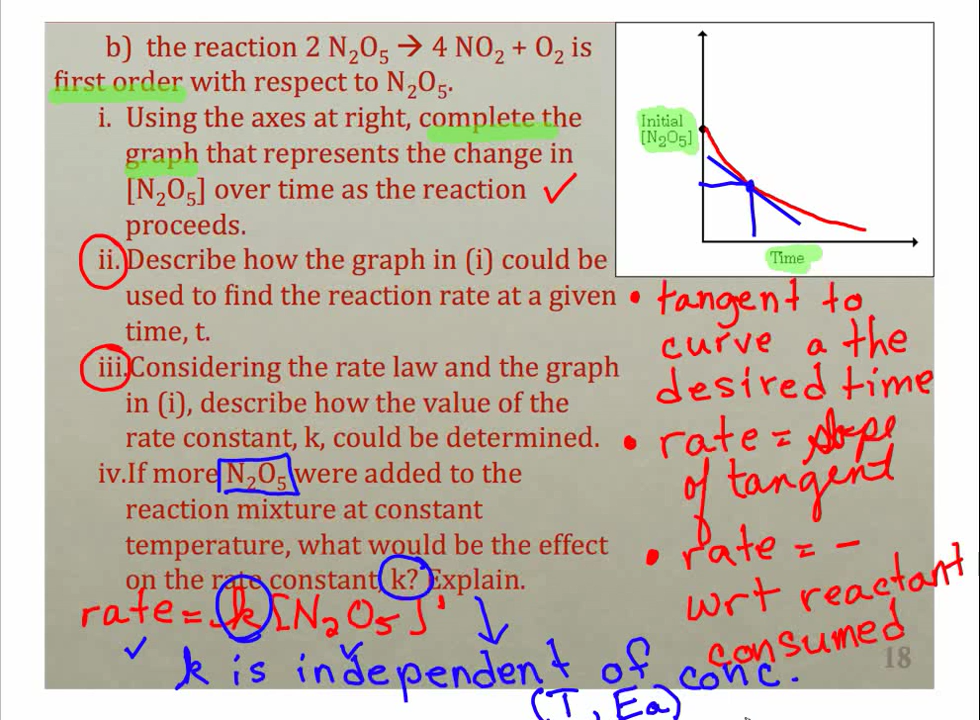 b) the reaction 2 N₂O₅ → 4 NO₂ + O₂ is
first order with respect to N₂O₅.
i. Using the axes at right, complete the
graph that represents the change in
[N₂O₅] over time as the reaction ✓
proceeds.
ii. Describe how the graph in (i) could be
used to find the reaction rate at a given
time, t.
iii. Considering the rate law and the graph
in (i), describe how the value of the
rate constant, k, could be determined.
iv. If more N₂O₅ were added to the
reaction mixture at constant
temperature, what would be the effect
on the rate constant, k? Explain.
rate = k [N₂O₅]¹
k is independent of conc.
(T, Ea)
Initial
[N₂O₅]
Time
• tangent to
curve a the
desired time
• rate = slope
of tangent
• rate = –
wrt reactant
consumed
18